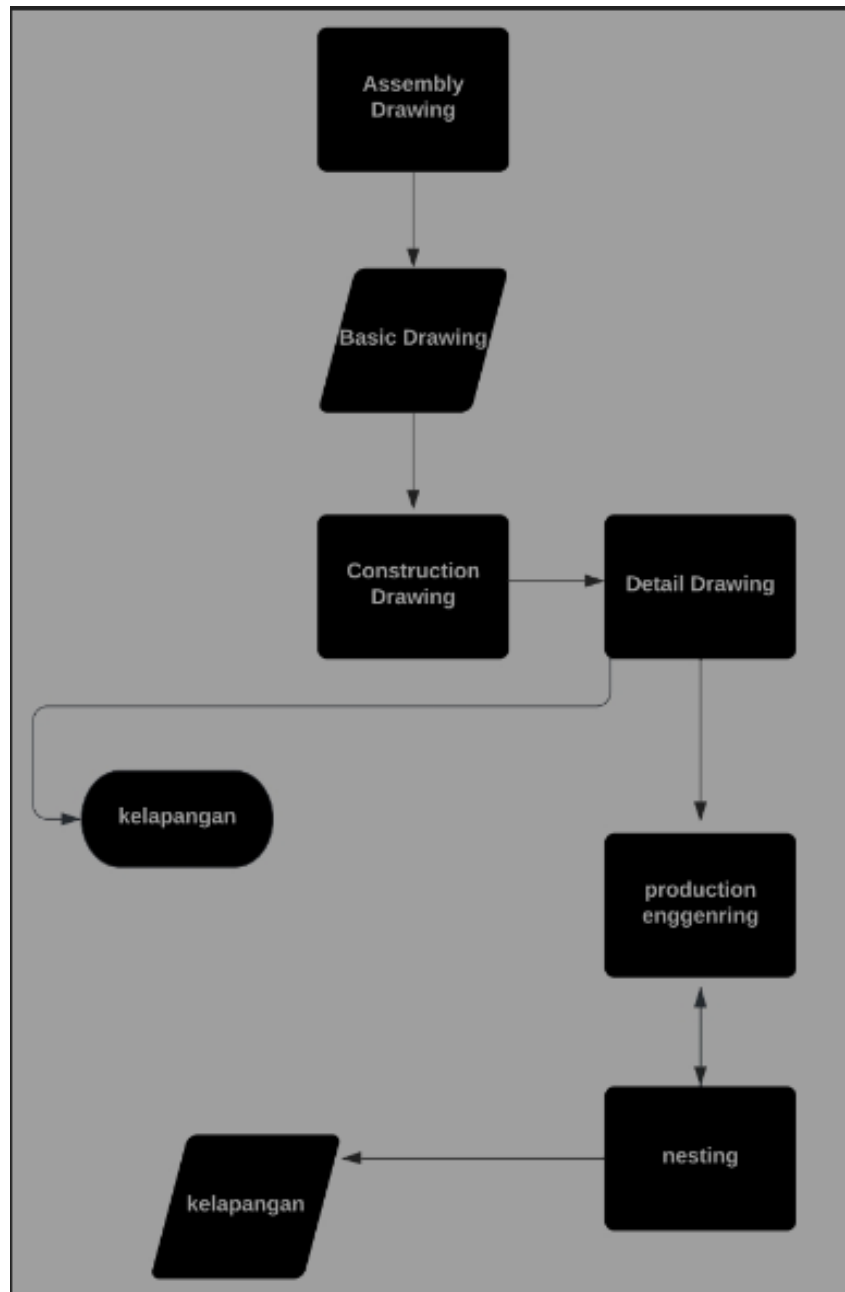 Assembly
Drawing
Basic Drawing
Construction
Drawing
Detail Drawing
kelapangan
production
enggenring
nesting
kelapangan